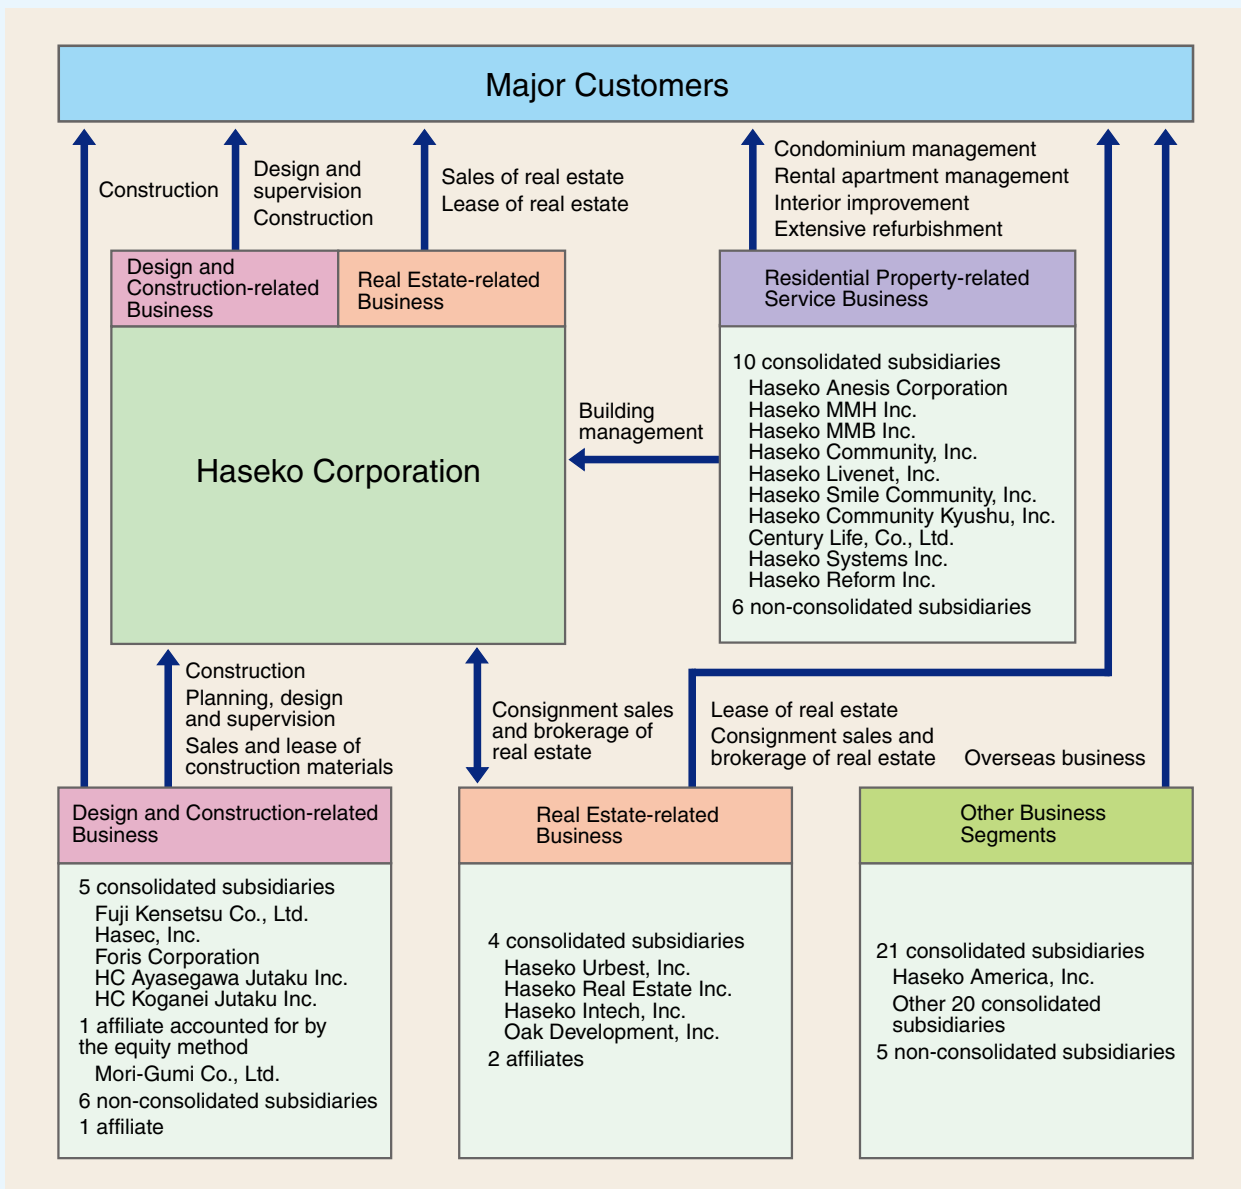 Major Customers
Construction
Design and
supervision
Construction
Sales of real estate
Lease of real estate
Condominium management
Rental apartment management
Interior improvement
Extensive refurbishment
Design and
Construction-related
Business
Real Estate-related
Business
Haseko Corporation
Building
management
Residential Property-related
Service Business
10 consolidated subsidiaries
Haseko Anesis Corporation
Haseko MMH Inc.
Haseko MMB Inc.
Haseko Community, Inc.
Haseko Livenet, Inc.
Haseko Smile Community, Inc.
Haseko Community Kyushu, Inc.
Century Life, Co., Ltd.
Haseko Systems Inc.
Haseko Reform Inc.
6 non-consolidated subsidiaries
Construction
Planning, design
and supervision
Sales and lease of
construction materials
Consignment sales
and brokerage of
real estate
Lease of real estate
Consignment sales and
brokerage of real estate
Overseas business
Design and Construction-related
Business
5 consolidated subsidiaries
Fuji Kensetsu Co., Ltd.
Hasec, Inc.
Foris Corporation
HC Ayasegawa Jutaku Inc.
HC Koganei Jutaku Inc.
1 affiliate accounted for by
the equity method
Mori-Gumi Co., Ltd.
6 non-consolidated subsidiaries
1 affiliate
Real Estate-related
Business
4 consolidated subsidiaries
Haseko Urbest, Inc.
Haseko Real Estate Inc.
Haseko Intech, Inc.
Oak Development, Inc.
2 affiliates
Other Business
Segments
21 consolidated subsidiaries
Haseko America, Inc.
Other 20 consolidated
subsidiaries
5 non-consolidated subsidiaries